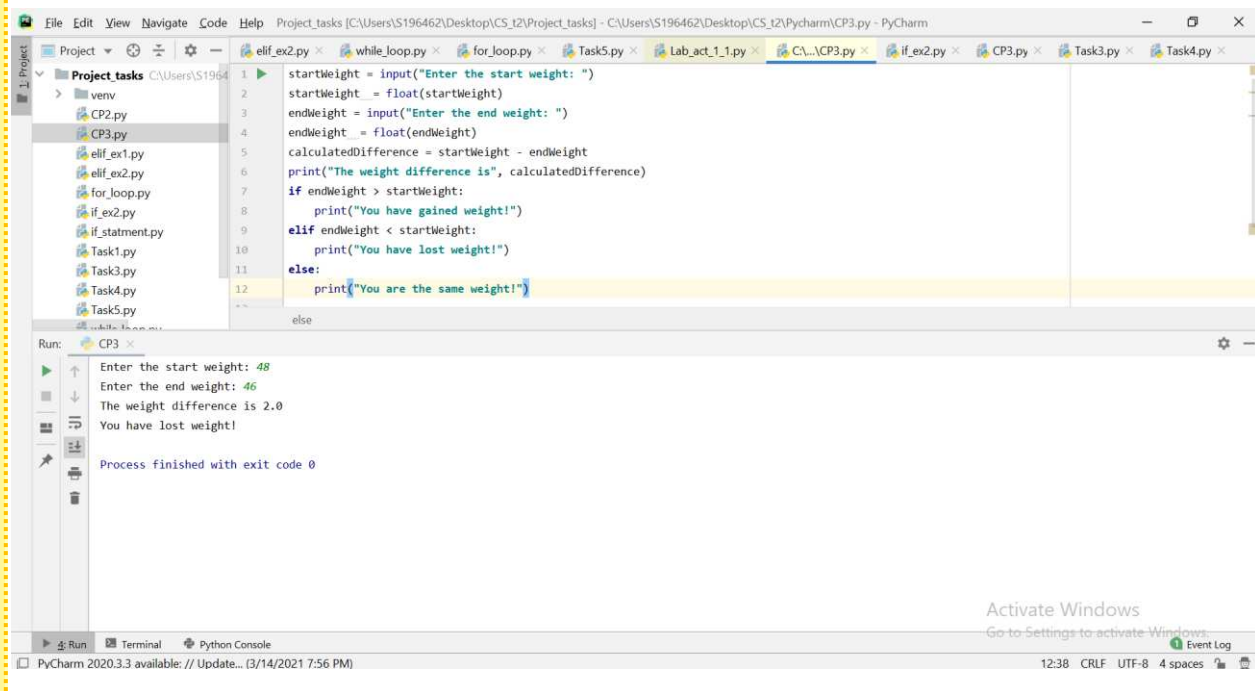 File Edit View Navigate Code Help Project_tasks [C:\Users\S196462\Desktop\CS_t2\Project_tasks] - C:\Users\S196462\Desktop\CS_t2\Pycharm\CP3.py - PyCharm
Project elif_ex2.py while_loop.py for_loop.py Task5.py Lab_act_1_1.py C:\...\CP3.py if_ex2.py CP3.py Task3.py Task4.py
1: Project
Project_tasks C:\Users\S1964
venv
CP2.py
CP3.py
elif_ex1.py
elif_ex2.py
for_loop.py
if_ex2.py
if_statment.py
Task1.py
Task3.py
Task4.py
Task5.py
while_loop.py
1 startWeight = input("Enter the start weight: ")
2 startWeight = float(startWeight)
3 endWeight = input("Enter the end weight: ")
4 endWeight = float(endWeight)
5 calculatedDifference = startWeight - endWeight
6 print("The weight difference is", calculatedDifference)
7 if endWeight > startWeight:
8 print("You have gained weight!")
9 elif endWeight < startWeight:
10 print("You have lost weight!")
11 else:
12 print("You are the same weight!")
else
Run: CP3
Enter the start weight: 48
Enter the end weight: 46
The weight difference is 2.0
You have lost weight!
Process finished with exit code 0
Activate Windows
Go to Settings to activate Windows.
4: Run Terminal Python Console 1 Event Log
PyCharm 2020.3.3 available: // Update... (3/14/2021 7:56 PM) 12:38 CRLF UTF-8 4 spaces